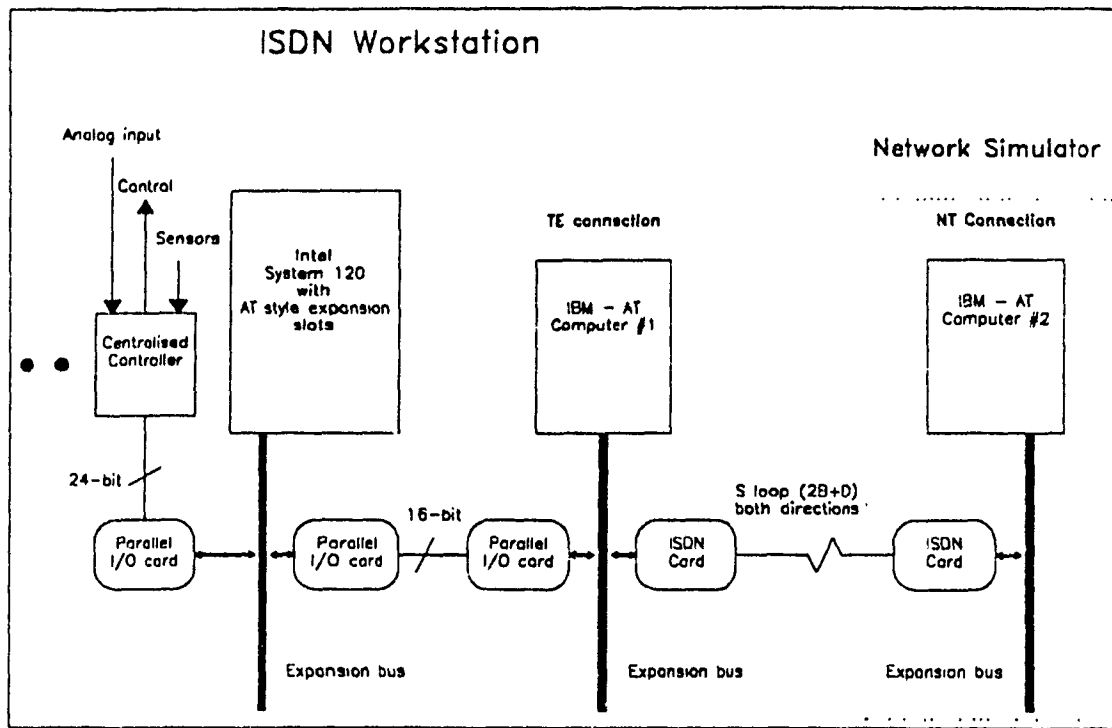 ISDN Workstation
Analog input
Control
Sensors
Network Simulator
TE connection
NT Connection
Intel
System 120
with
AT style expansion
slots
IBM - AT
Computer #1
IBM - AT
Computer #2
Centralised
Controller
24-bit
16-bit
S loop (2B+D)
both directions
Parallel
I/O card
Parallel
I/O card
Parallel
I/O card
ISDN
Card
ISDN
Card
Expansion bus
Expansion bus
Expansion bus